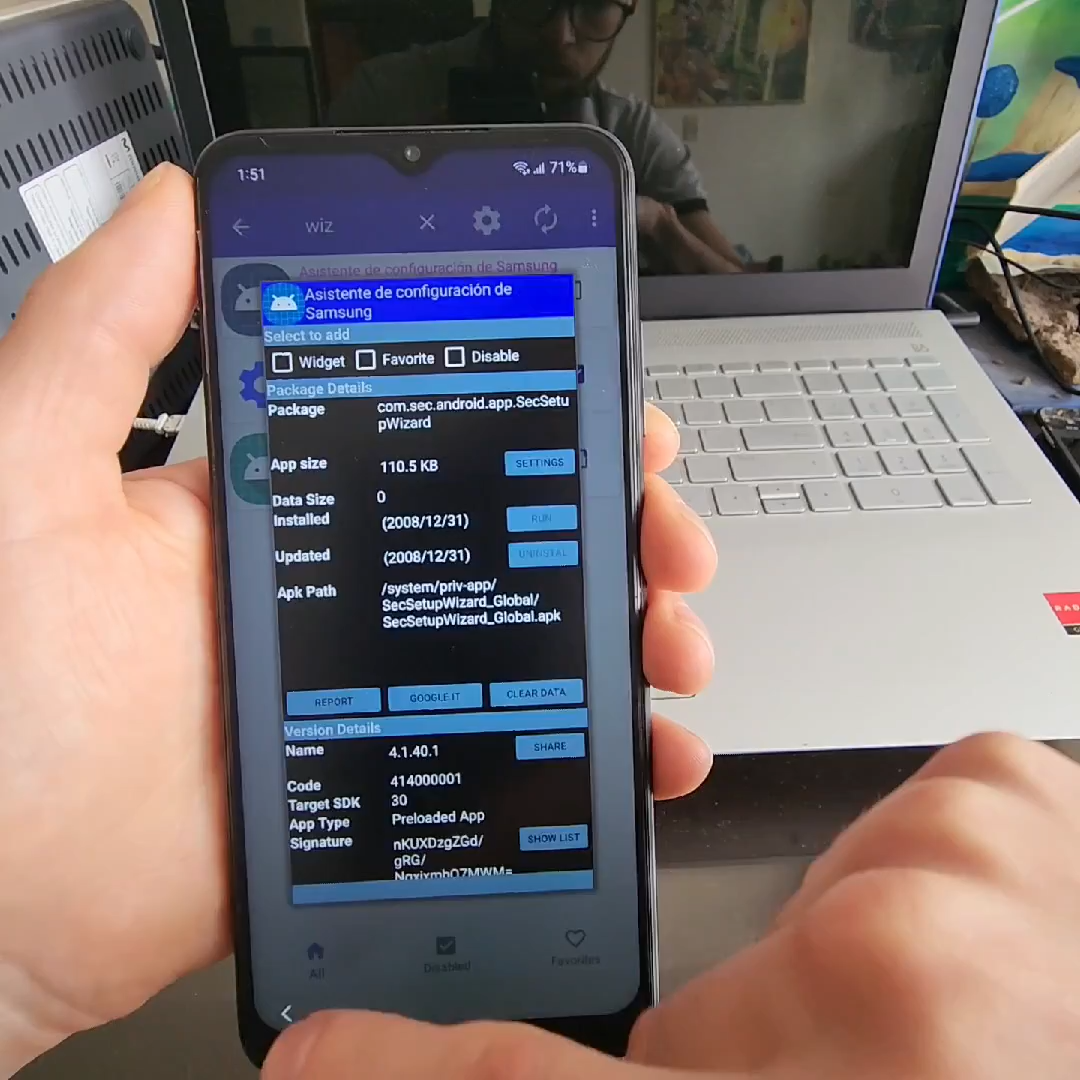 1:51
71%
wiz
Asistente de configuración de Samsung
Asistente de configuración de
Samsung
Select to add
Widget Favorite Disable
Package Details
Package com.sec.android.app.SecSetu
pWizard
App size 110.5 KB SETTINGS
Data Size 0
Installed (2008/12/31) RUN
Updated (2008/12/31) UNINSTAL
Apk Path /system/priv-app/
SecSetupWizard_Global/
SecSetupWizard_Global.apk
REPORT GOOGLE IT CLEAR DATA
Version Details
Name 4.1.40.1 SHARE
Code 414000001
Target SDK 30
App Type Preloaded App
Signature nKUXDzgZGd/ SHOW LIST
gRG/
All Disabled Favorites